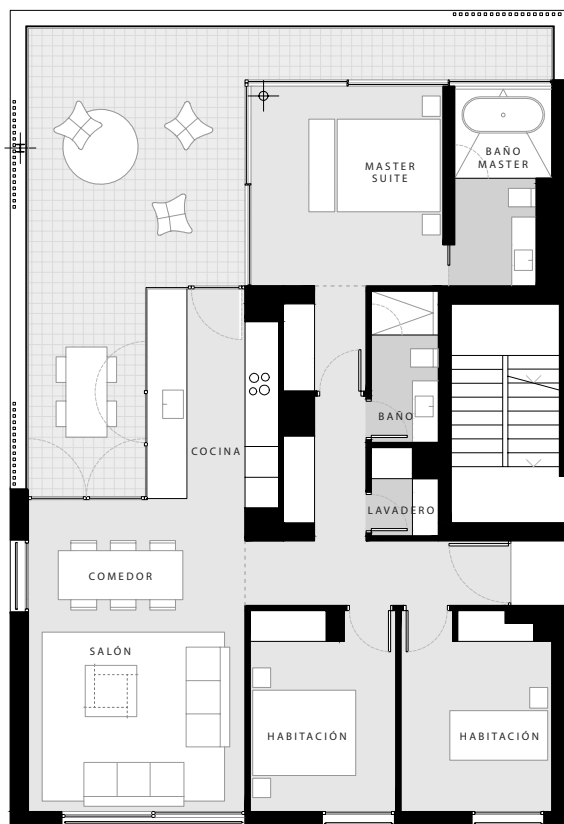 BAÑO
MASTER
MASTER
SUITE
BAÑO
COCINA
LAVADERO
COMEDOR
SALÓN
HABITACIÓN
HABITACIÓN